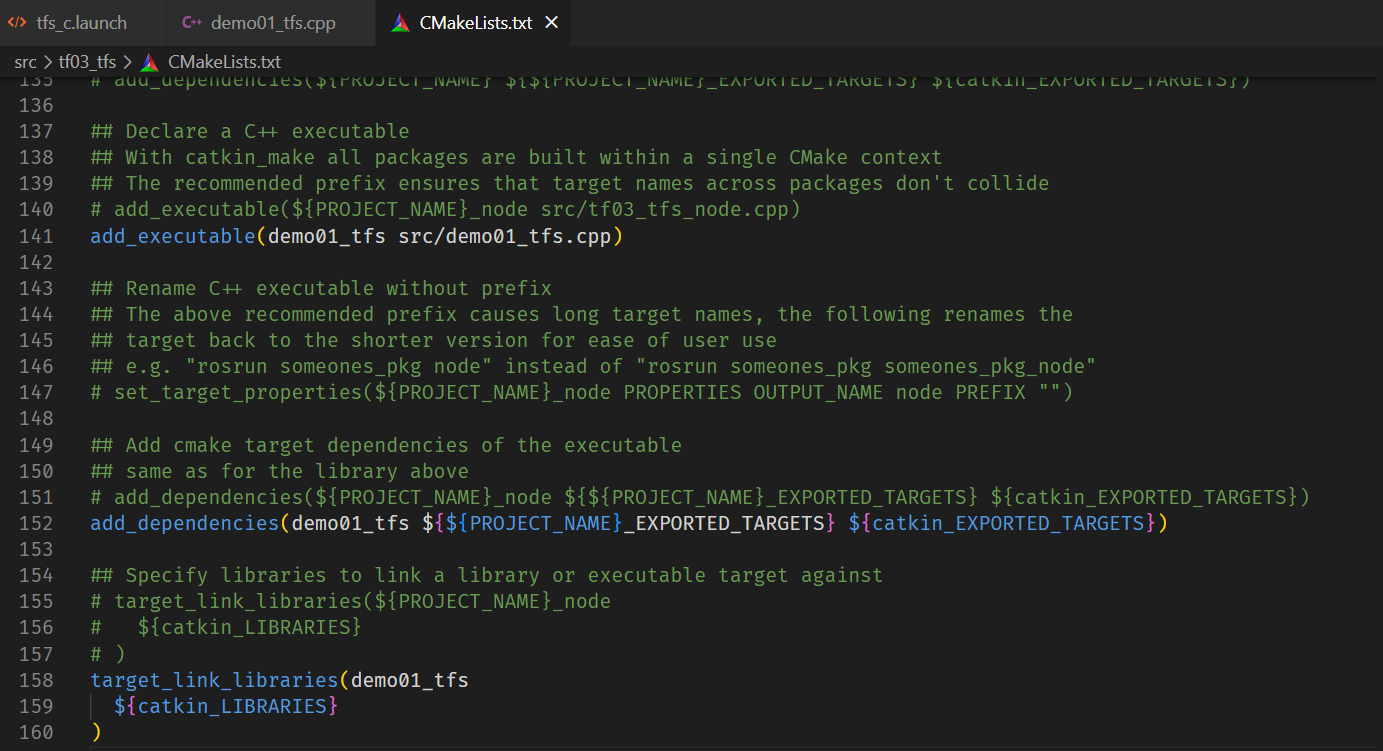 tfs_c.launch
C++ demo01_tfs.cpp
CMakeLists.txt
src > tf03_tfs > CMakeLists.txt
135 # add_dependencies(${PROJECT_NAME} ${${PROJECT_NAME}_EXPORTED_TARGETS} ${catkin_EXPORTED_TARGETS})
136
137 ## Declare a C++ executable
138 ## With catkin_make all packages are built within a single CMake context
139 ## The recommended prefix ensures that target names across packages don't collide
140 # add_executable(${PROJECT_NAME}_node src/tf03_tfs_node.cpp)
141 add_executable(demo01_tfs src/demo01_tfs.cpp)
142
143 ## Rename C++ executable without prefix
144 ## The above recommended prefix causes long target names, the following renames the
145 ## target back to the shorter version for ease of user use
146 ## e.g. "rosrun someones_pkg node" instead of "rosrun someones_pkg someones_pkg_node"
147 # set_target_properties(${PROJECT_NAME}_node PROPERTIES OUTPUT_NAME node PREFIX "")
148
149 ## Add cmake target dependencies of the executable
150 ## same as for the library above
151 # add_dependencies(${PROJECT_NAME}_node ${${PROJECT_NAME}_EXPORTED_TARGETS} ${catkin_EXPORTED_TARGETS})
152 add_dependencies(demo01_tfs ${${PROJECT_NAME}_EXPORTED_TARGETS} ${catkin_EXPORTED_TARGETS})
153
154 ## Specify libraries to link a library or executable target against
155 # target_link_libraries(${PROJECT_NAME}_node
156 #   ${catkin_LIBRARIES}
157 # )
158 target_link_libraries(demo01_tfs
159   ${catkin_LIBRARIES}
160 )